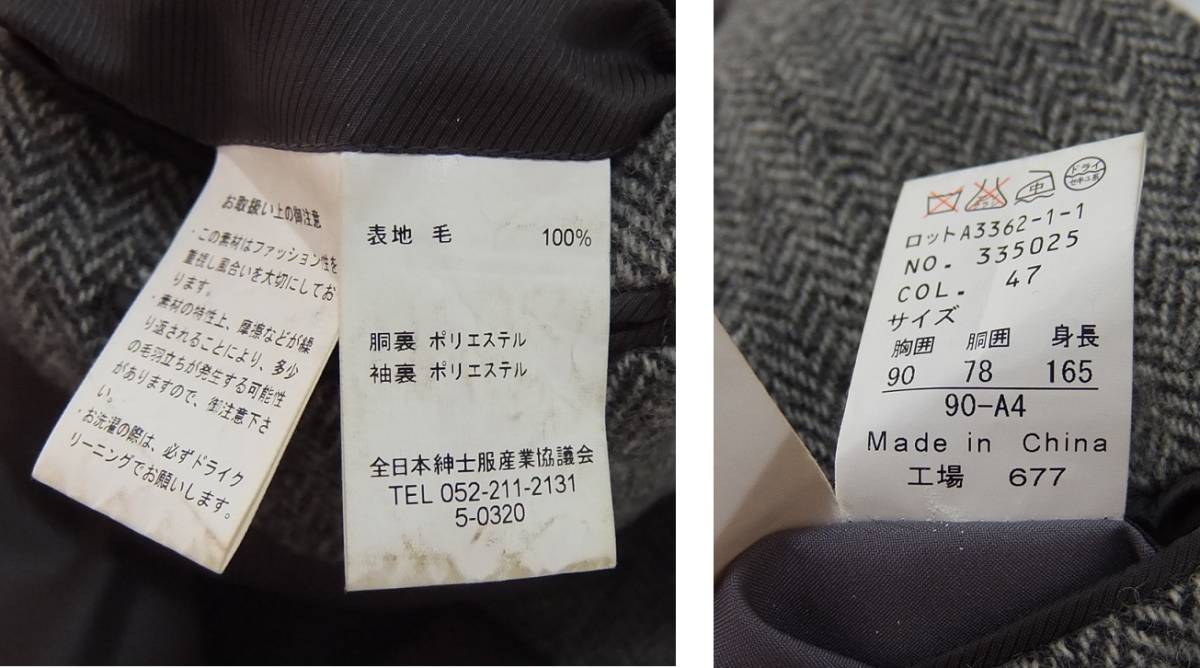 お取扱い上の御注意
・この素材はファッション性を
重視し風合いを大切にしてお
ります。
・素材の特性上、摩擦などが繰
り返されることにより、多少
の毛羽立ちが発生する可能性
がありますので、御注意下さ
い。
・お洗濯の際は、必ずドライク
リーニングでお願いします。
表地 毛 100%
胴裏 ポリエステル
袖裏 ポリエステル
全日本紳士服産業協議会
TEL 052-211-2131
5-0320
中
ドライ
セキユ系
ロットA3362-1-1
NO. 335025
COL. 47
サイズ
胸囲 胴囲 身長
90 78 165
90-A4
Made in China
工場 677